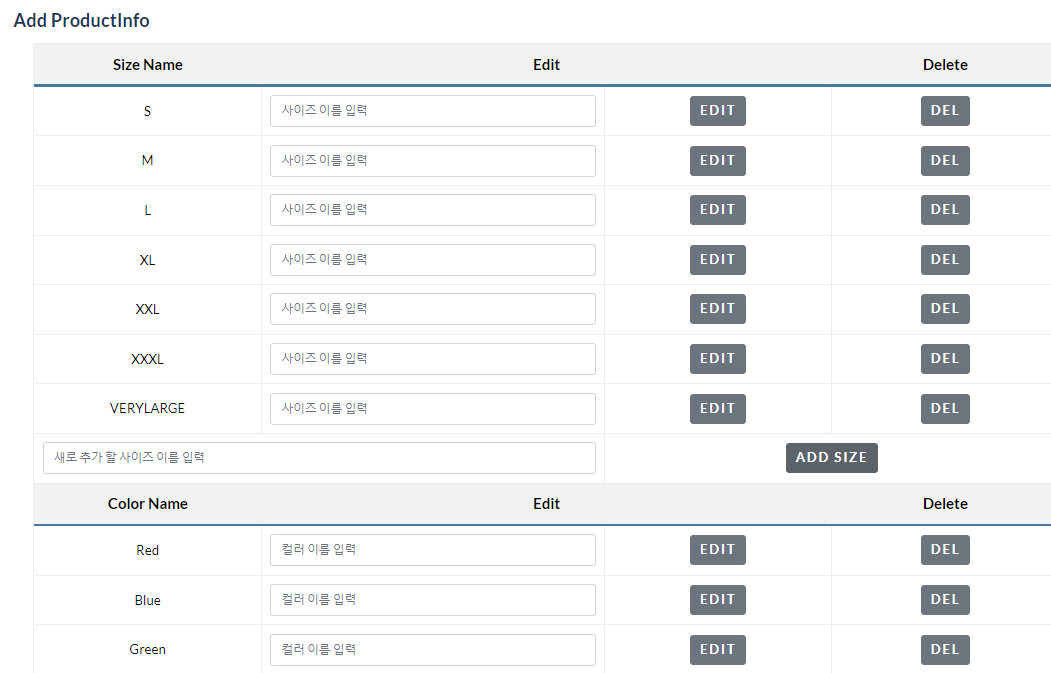 Add ProductInfo
Size Name Edit Delete
S 사이즈 이름 입력 EDIT DEL
M 사이즈 이름 입력 EDIT DEL
L 사이즈 이름 입력 EDIT DEL
XL 사이즈 이름 입력 EDIT DEL
XXL 사이즈 이름 입력 EDIT DEL
XXXL 사이즈 이름 입력 EDIT DEL
VERYLARGE 사이즈 이름 입력 EDIT DEL
새로 추가 할 사이즈 이름 입력 ADD SIZE
Color Name Edit Delete
Red 컬러 이름 입력 EDIT DEL
Blue 컬러 이름 입력 EDIT DEL
Green 컬러 이름 입력 EDIT DEL